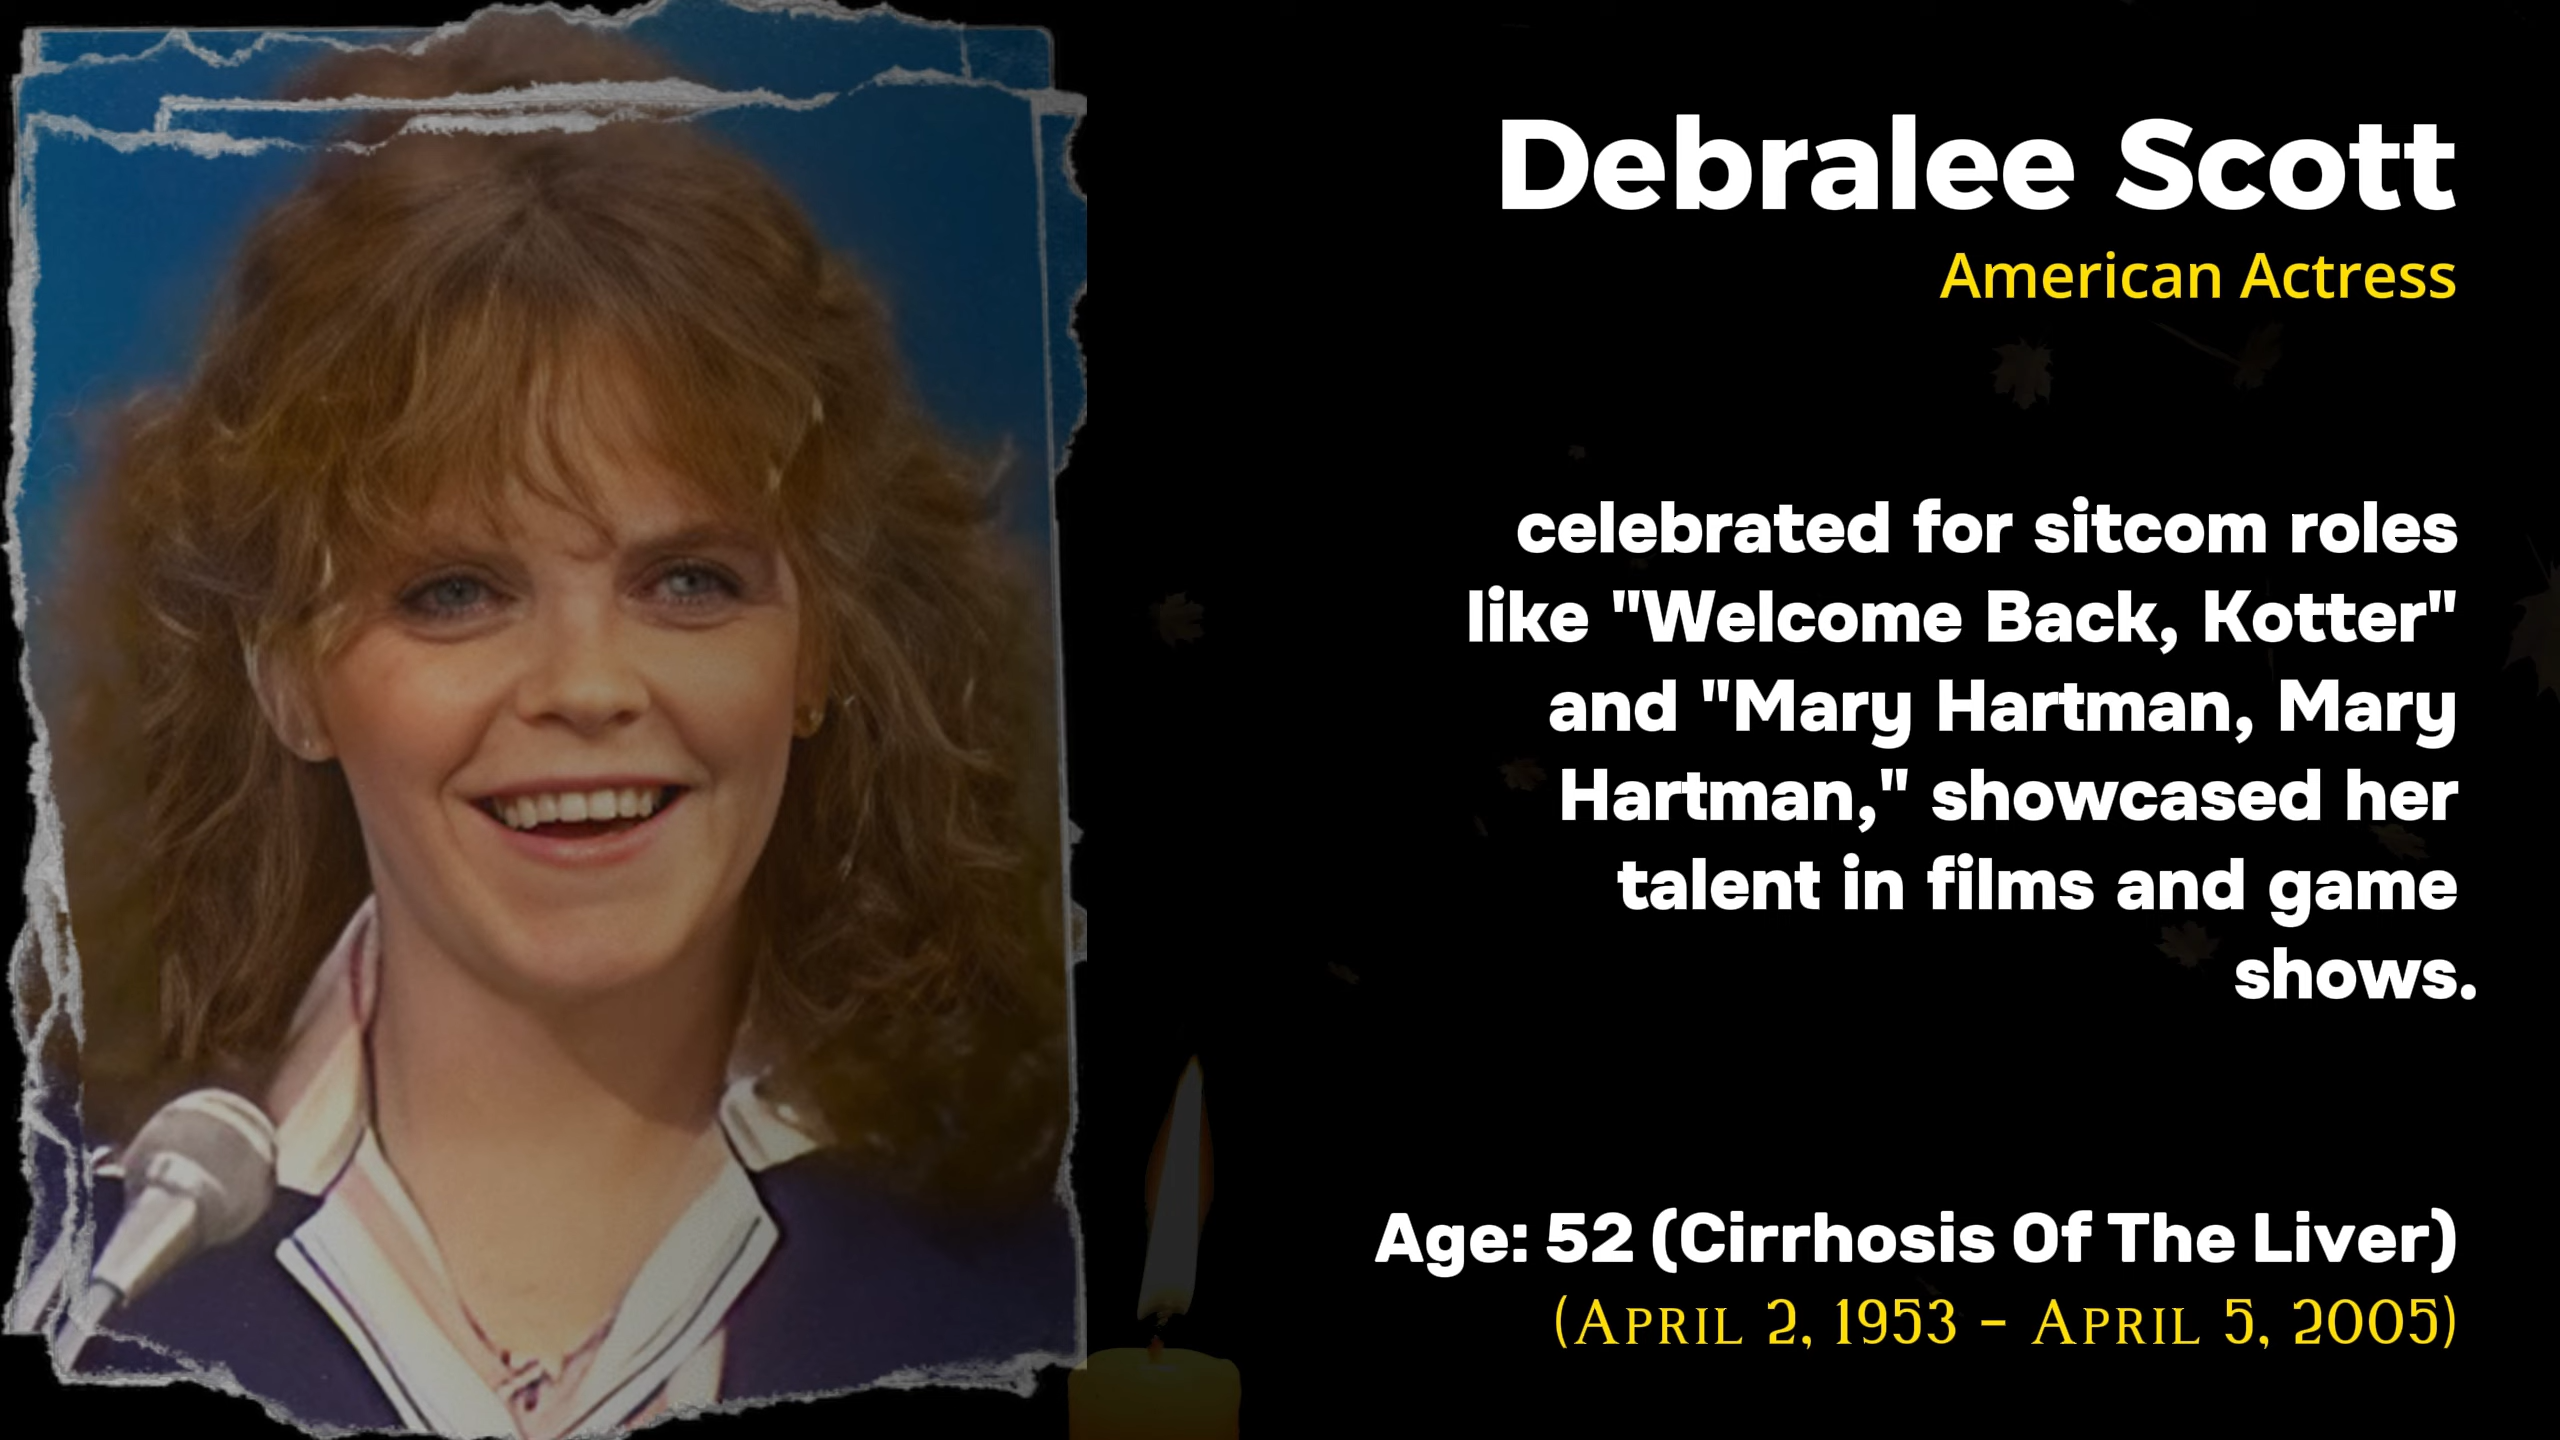 Debralee Scott
American Actress
celebrated for sitcom roles
like "Welcome Back, Kotter"
and "Mary Hartman, Mary
Hartman," showcased her
talent in films and game
shows.
Age: 52 (Cirrhosis Of The Liver)
(April 2, 1953 - April 5, 2005)